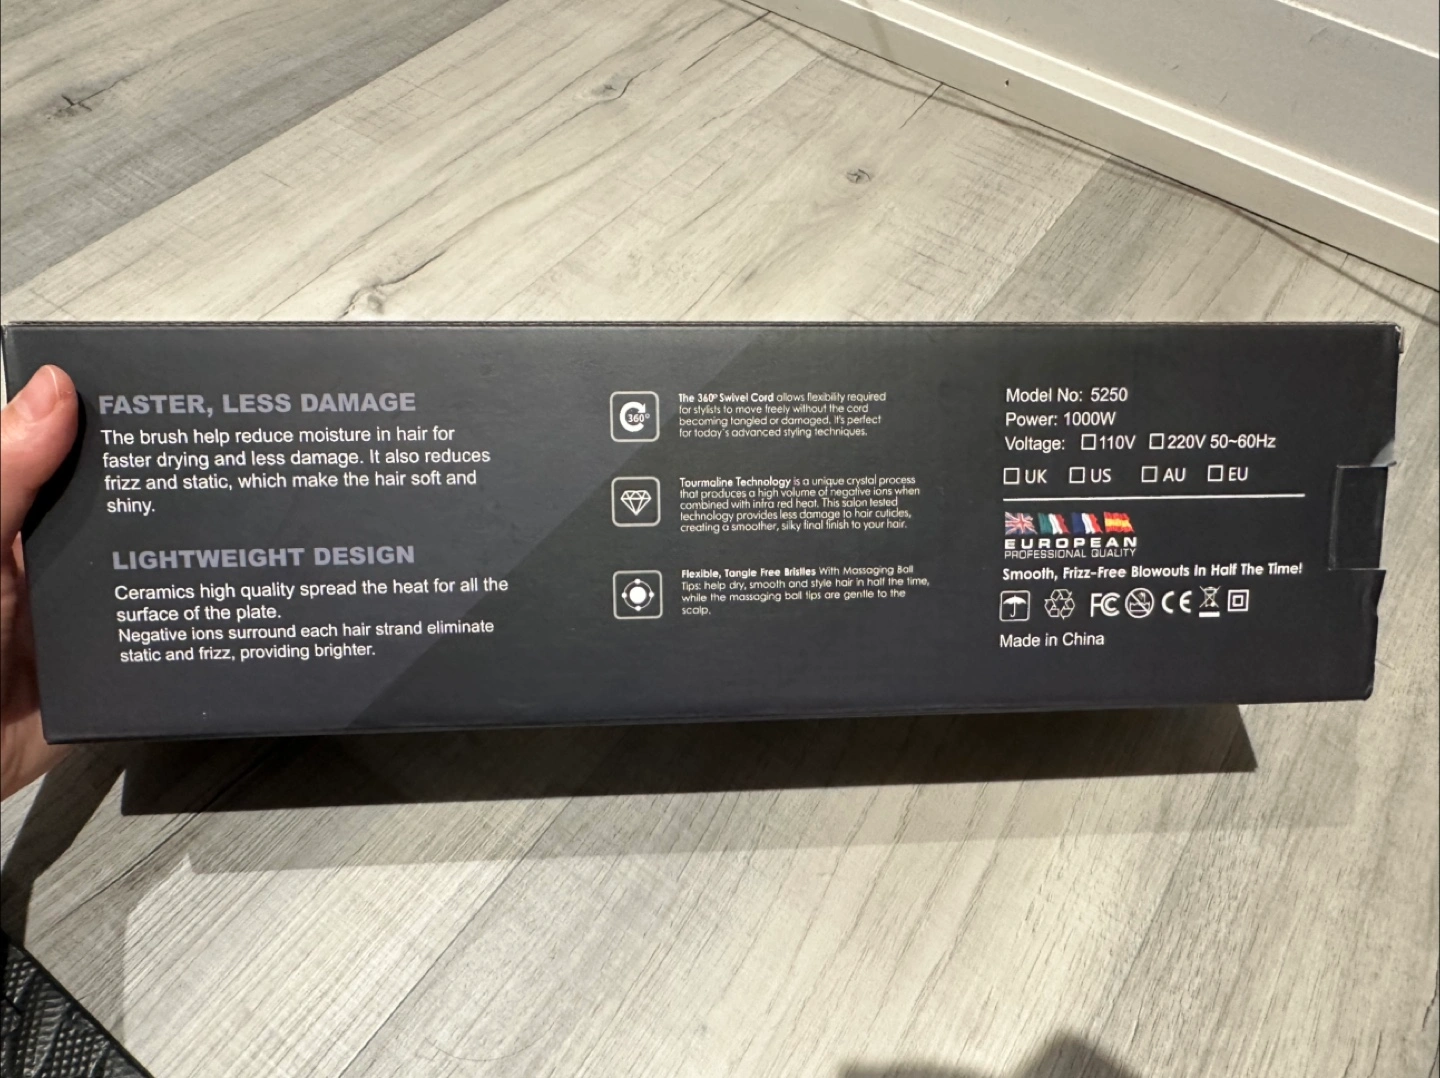 FASTER, LESS DAMAGE
The brush help reduce moisture in hair for
faster drying and less damage. It also reduces
frizz and static, which make the hair soft and
shiny.
LIGHTWEIGHT DESIGN
Ceramics high quality spread the heat for all the
surface of the plate.
Negative ions surround each hair strand eliminate
static and frizz, providing brighter.
360°
The 360° Swivel Cord allows flexibility required
for stylists to move freely without the cord
becoming tangled or damaged. It's perfect
for today's advanced styling techniques.
Tourmaline Technology is a unique crystal process
that produces a high volume of negative ions when
combined with infra red heat. This salon tested
technology provides less damage to hair cuticles,
creating a smoother, silky final finish to your hair.
Flexible, Tangle Free Bristles With Massaging Ball
Tips: help dry, smooth and style hair in half the time,
while the massaging ball tips are gentle to the
scalp.
Model No: 5250
Power: 1000W
Voltage: ☐110V ☐220V 50~60Hz
☐ UK ☐ US ☐ AU ☐ EU
EUROPEAN
PROFESSIONAL QUALITY
Smooth, Frizz-Free Blowouts In Half The Time!
FC CE
Made in China